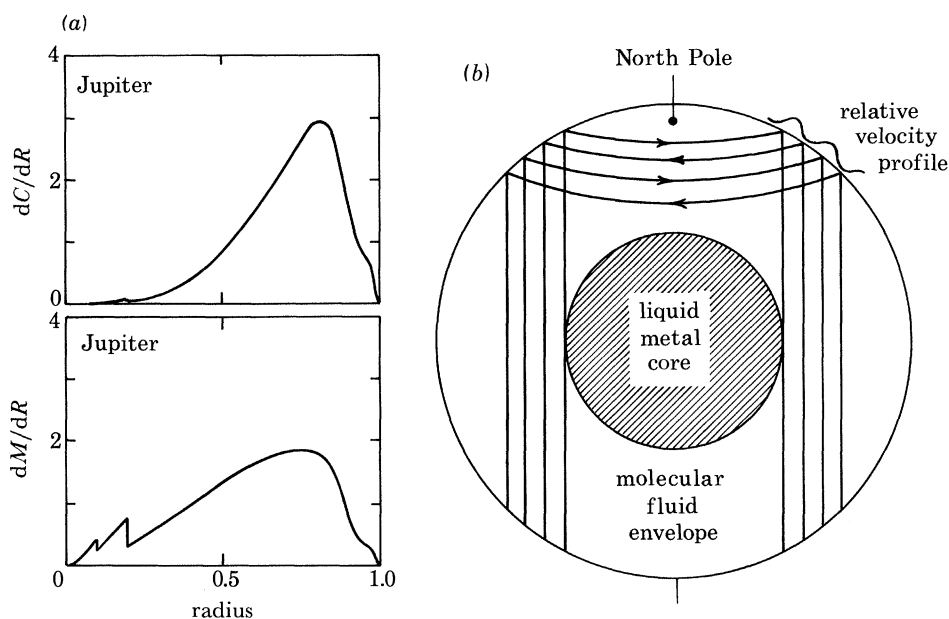 (a)
4
Jupiter
2
0
dC/dR
4
Jupiter
2
0
dM/dR
0
0.5
1.0
radius
(b)
North Pole
relative
velocity
profile
liquid
metal
core
molecular
fluid
envelope